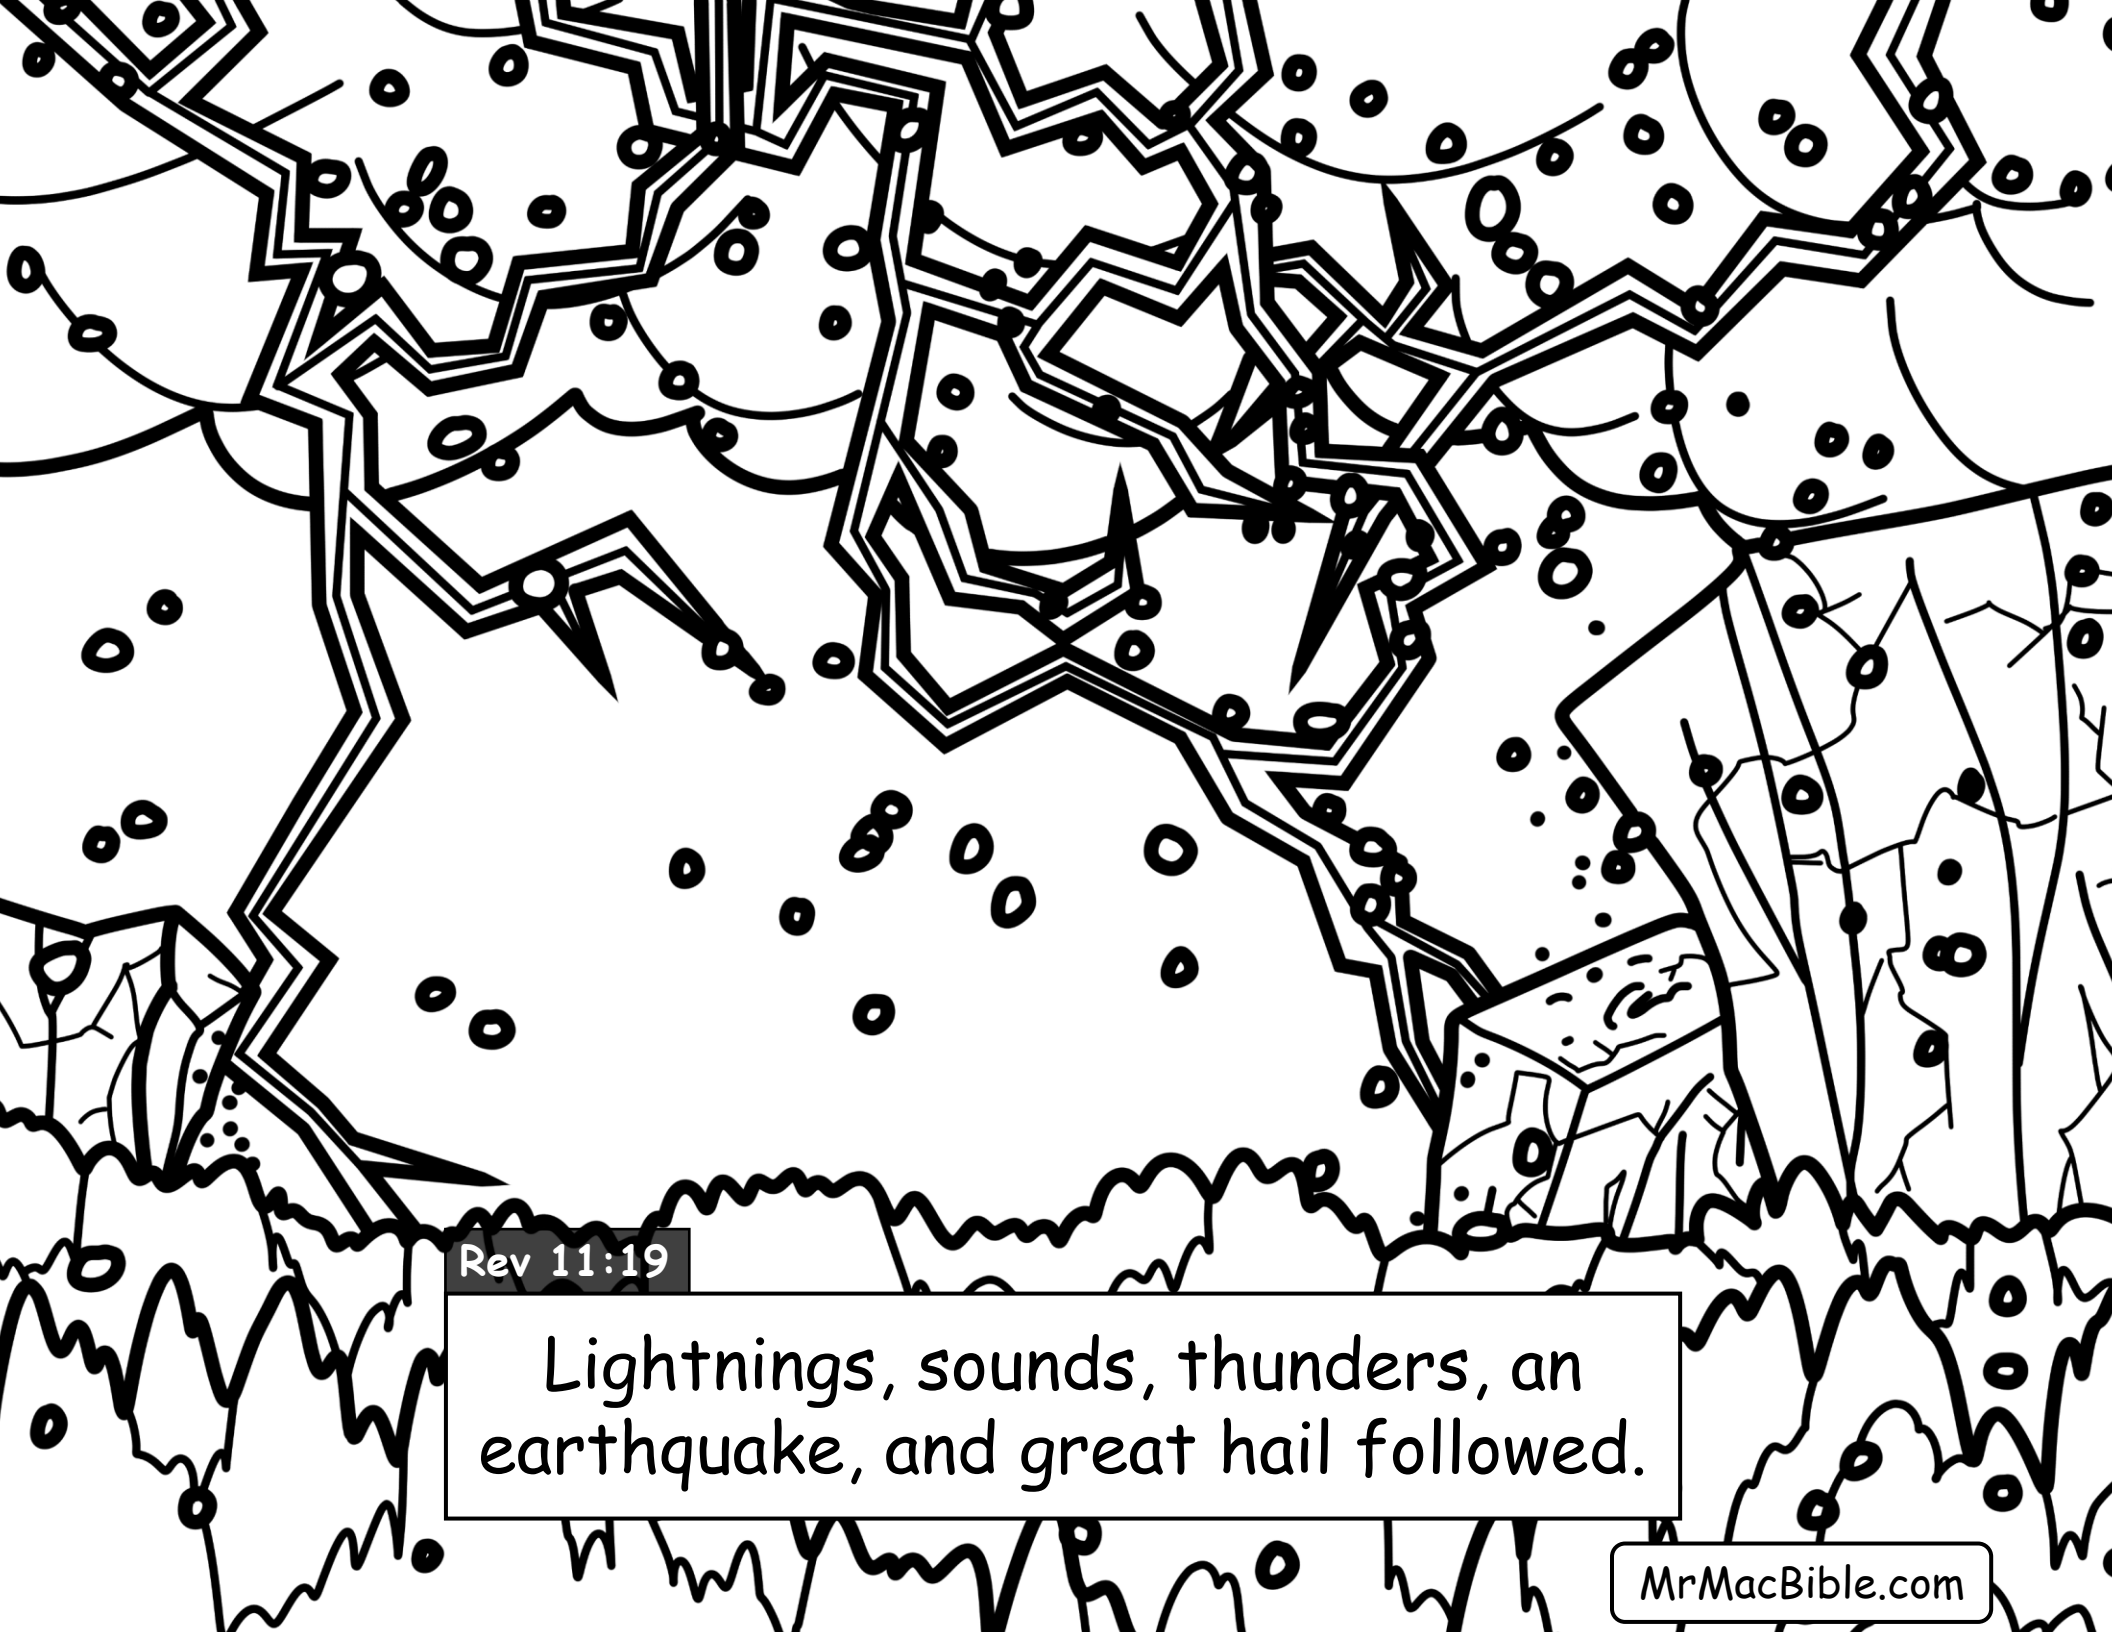 Rev 11:19
Lightnings, sounds, thunders, an
earthquake, and great hail followed.
MrMacBible.com